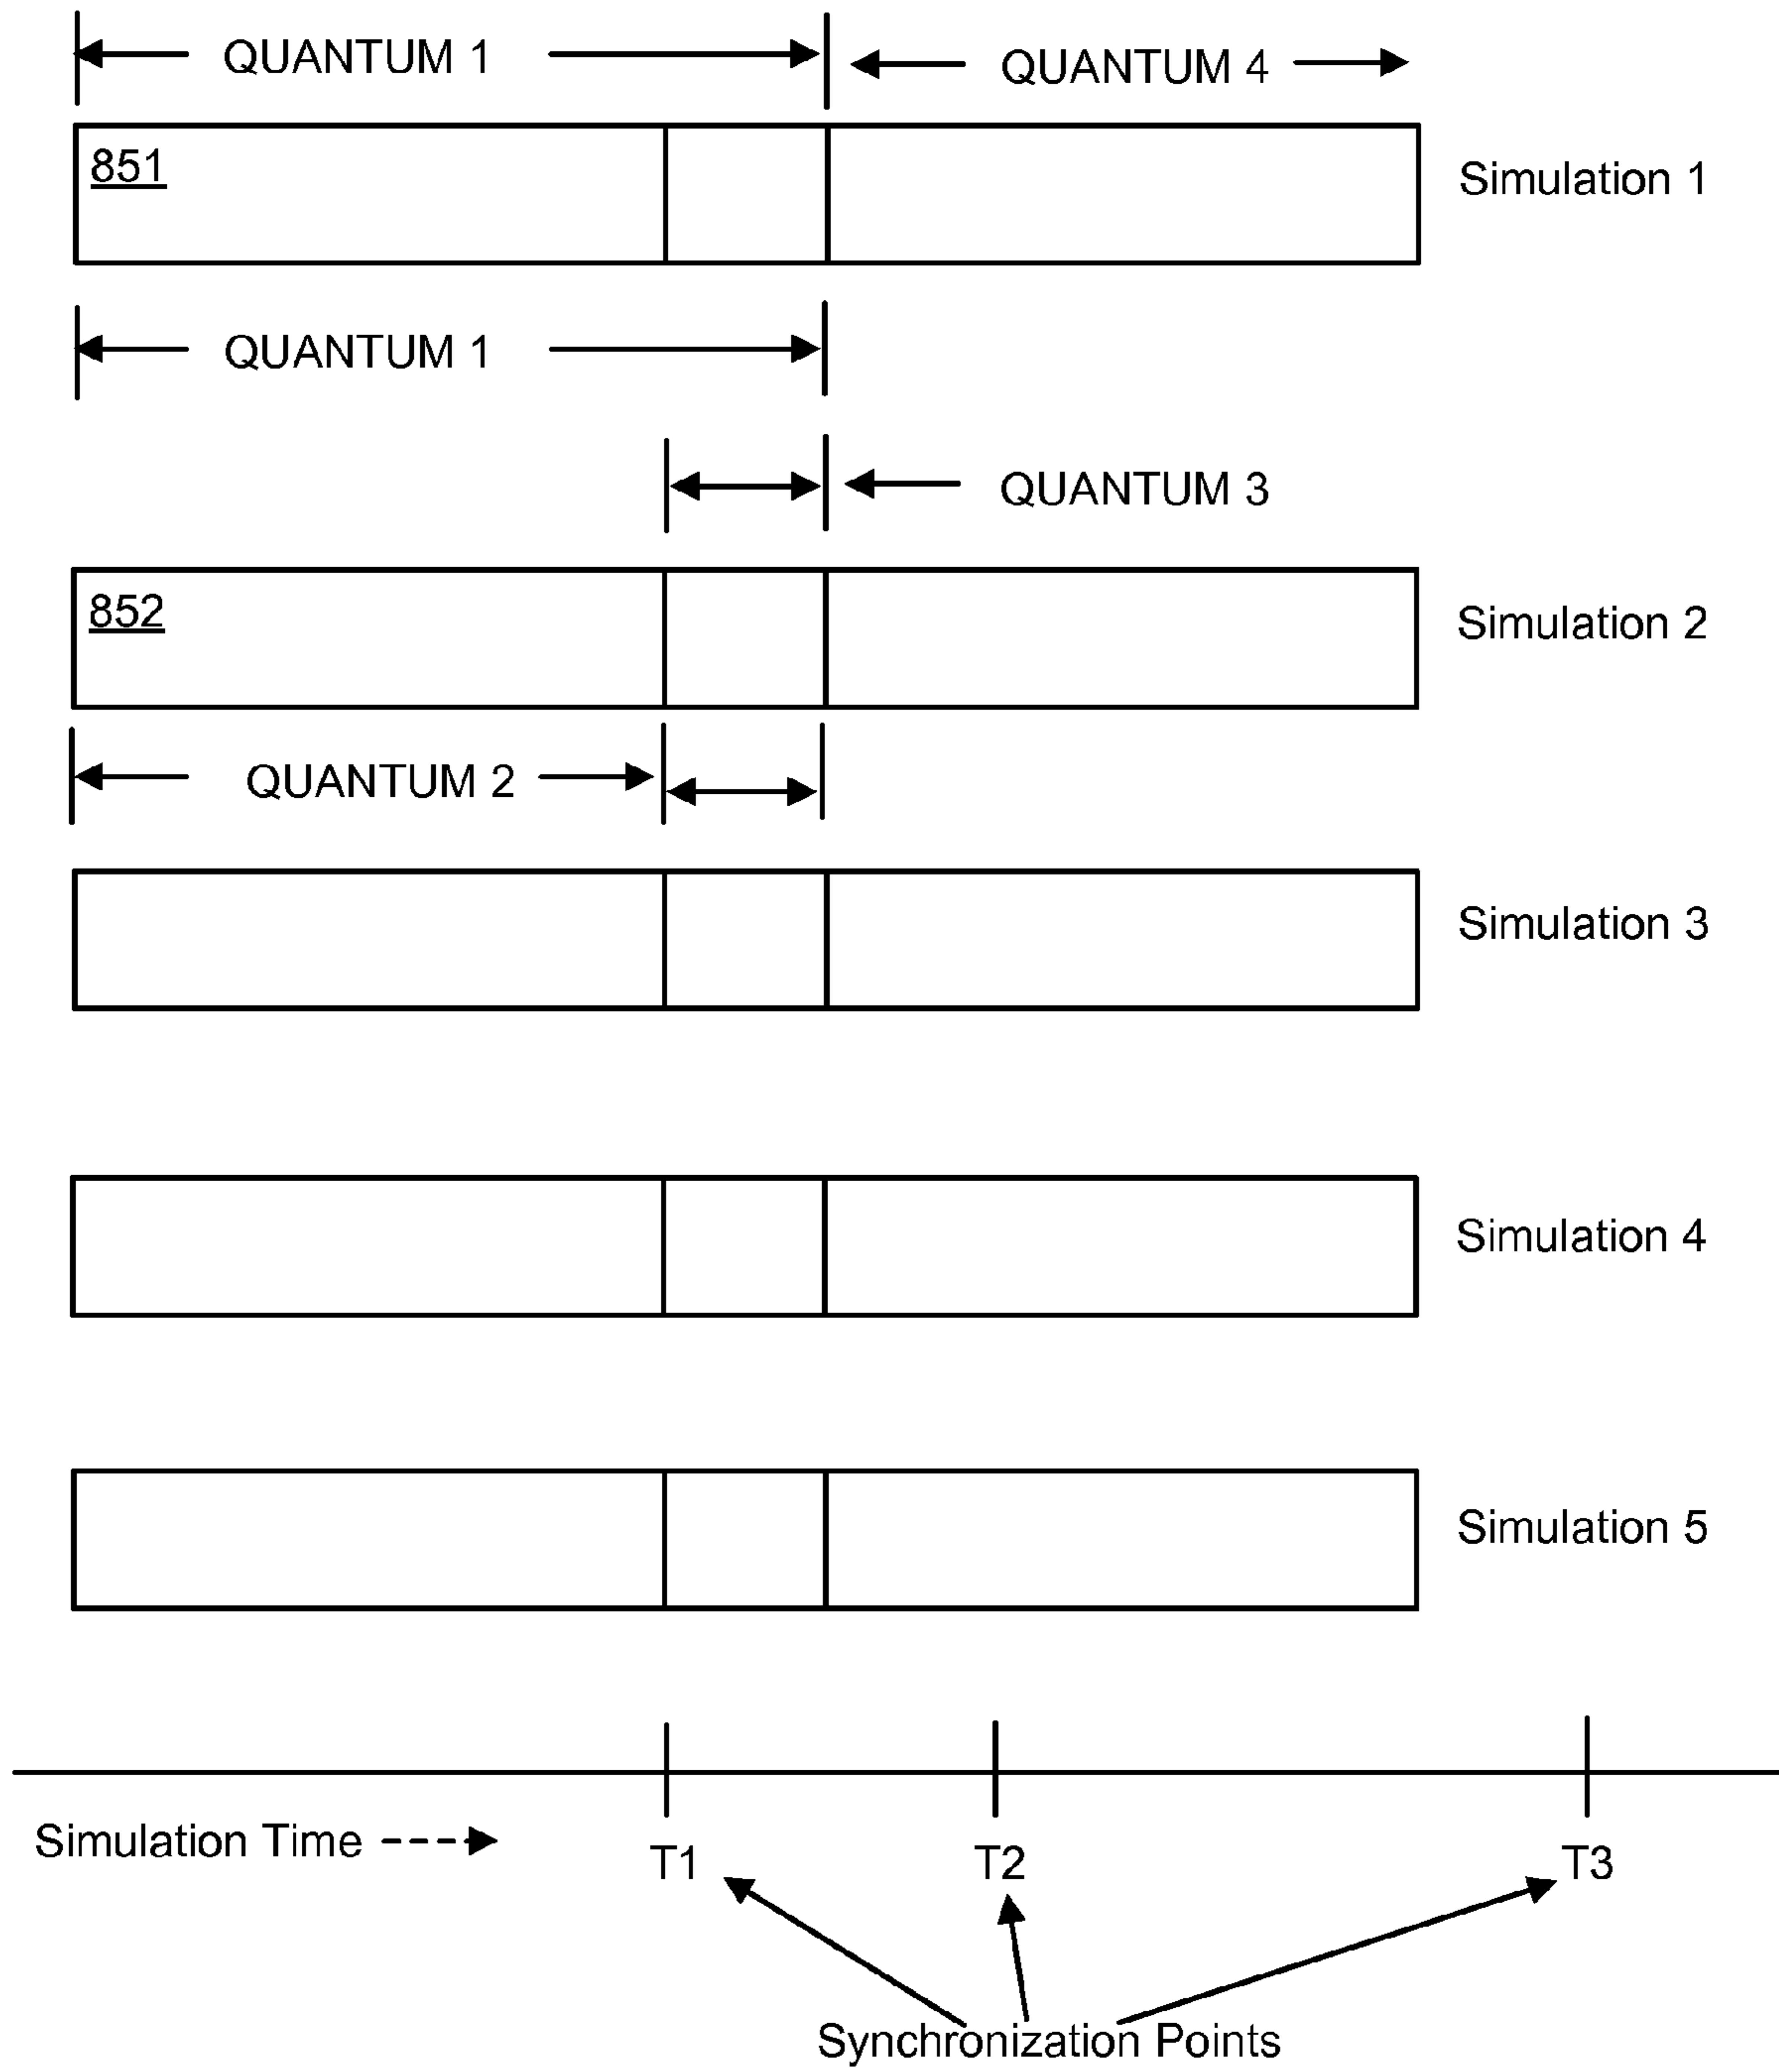 QUANTUM 1
QUANTUM 4
851
Simulation 1
QUANTUM 1
QUANTUM 3
852
Simulation 2
QUANTUM 2
Simulation 3
Simulation 4
Simulation 5
Simulation Time
T1
T2
T3
Synchronization Points